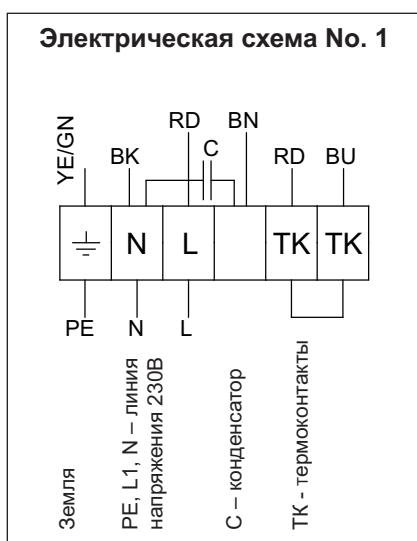 Электрическая схема No. 1
YE/GN
BK
RD
C
BN
RD
BU
N
L
TK
TK
PE
N
L
Земля
PE, L1, N – линия
напряжения 230В
C – конденсатор
ТК - термоконтакты